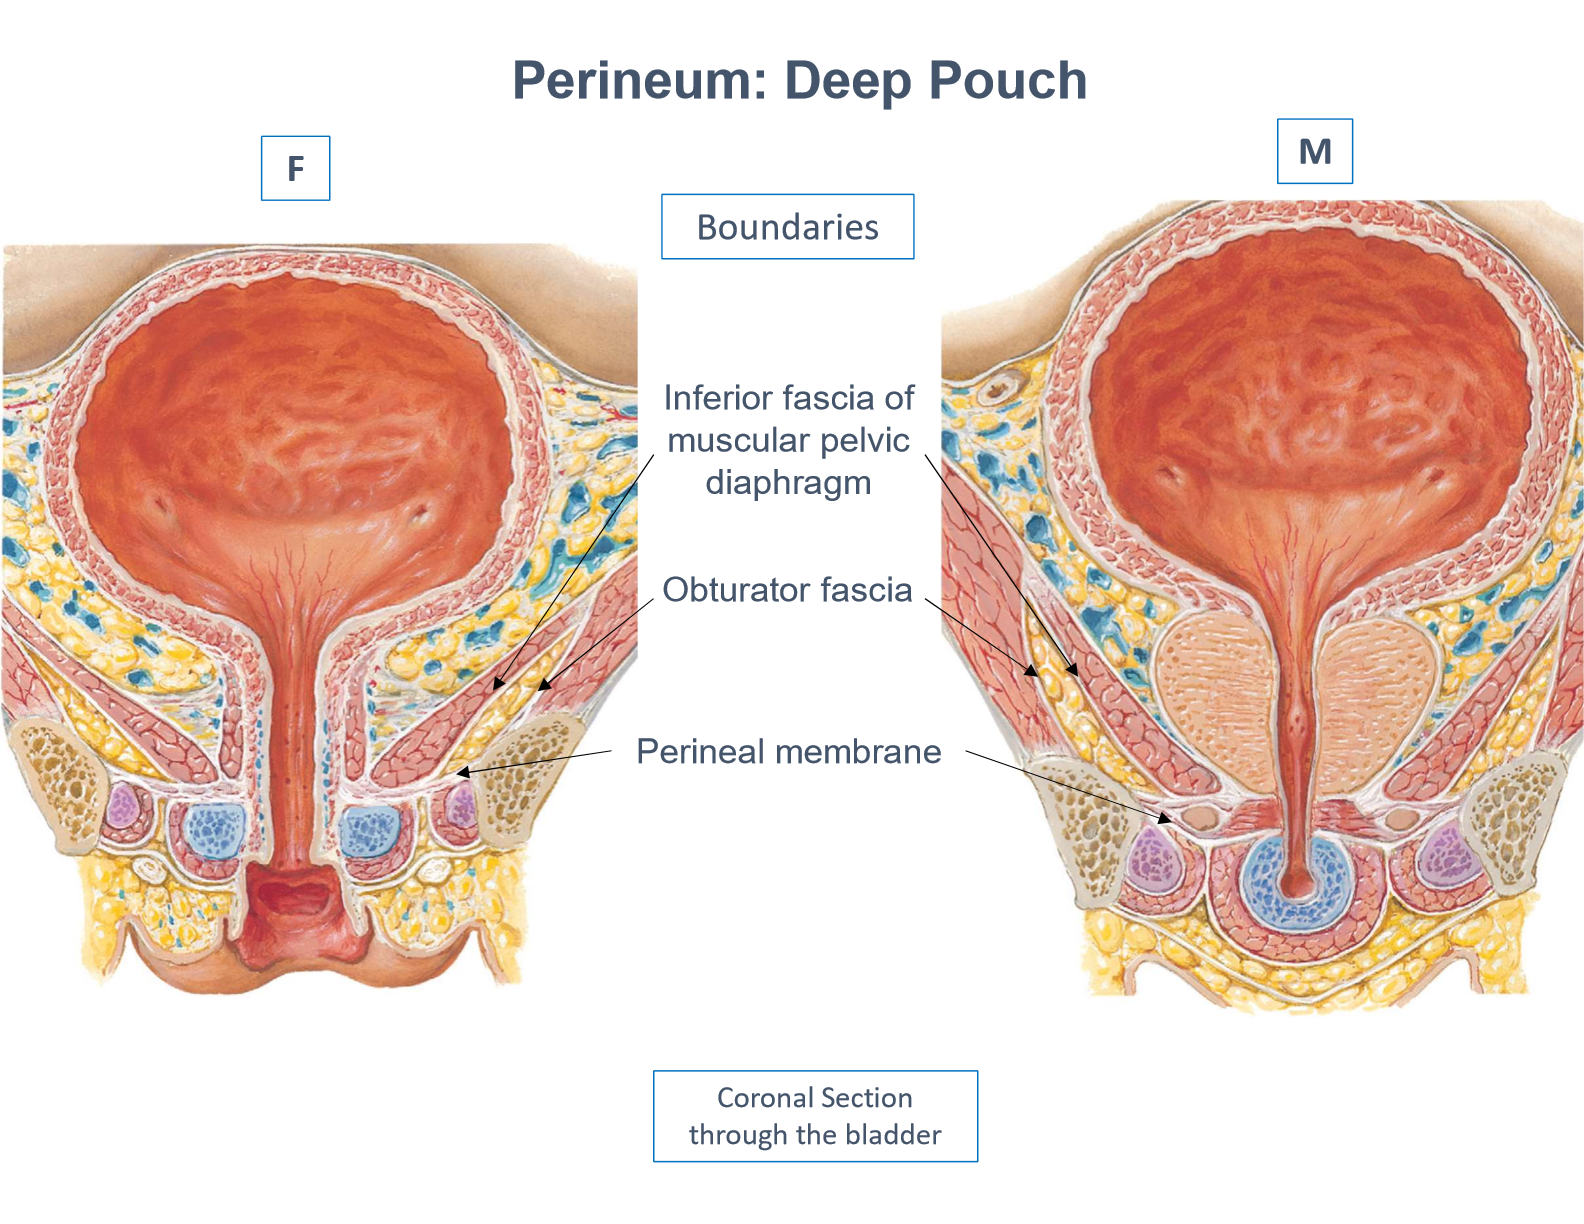 Perineum: Deep Pouch
F
M
Boundaries
Inferior fascia of
muscular pelvic
diaphragm
Obturator fascia
Perineal membrane
Coronal Section
through the bladder